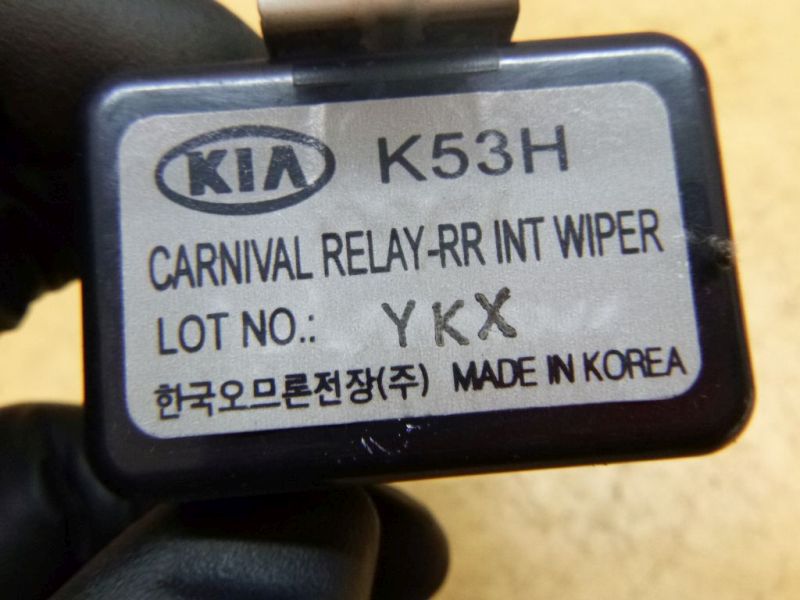 KIA K53H
CARNIVAL RELAY-RR INT WIPER
LOT NO.: YKX
한국오므론전장(주) MADE IN KOREA